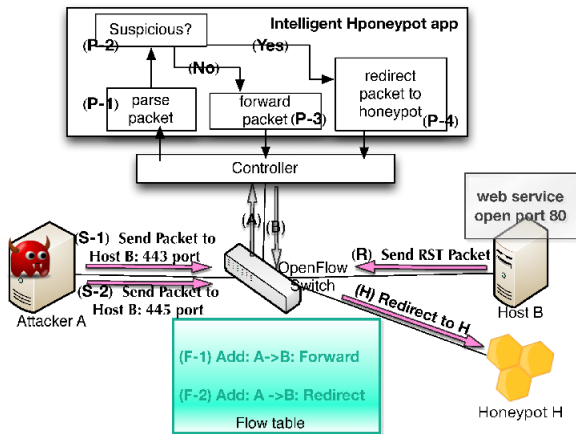 Intelligent Hponeypot app
Suspicious?
(P-2)
(Yes)
(No)
(P-1)
parse
packet
forward
packet
(P-3)
redirect
packet to
honeypot
(P-4)
Controller
(A)
(B)
web service
open port 80
(S-1) Send Packet to
Host B: 443 port
(S-2) Send Packet to
Host B: 445 port
Attacker A
OpenFlow
Switch
(R) Send RST Packet
Host B
(H) Redirect to H
Honeypot H
(F-1) Add: A->B: Forward
(F-2) Add: A ->B: Redirect
Flow table